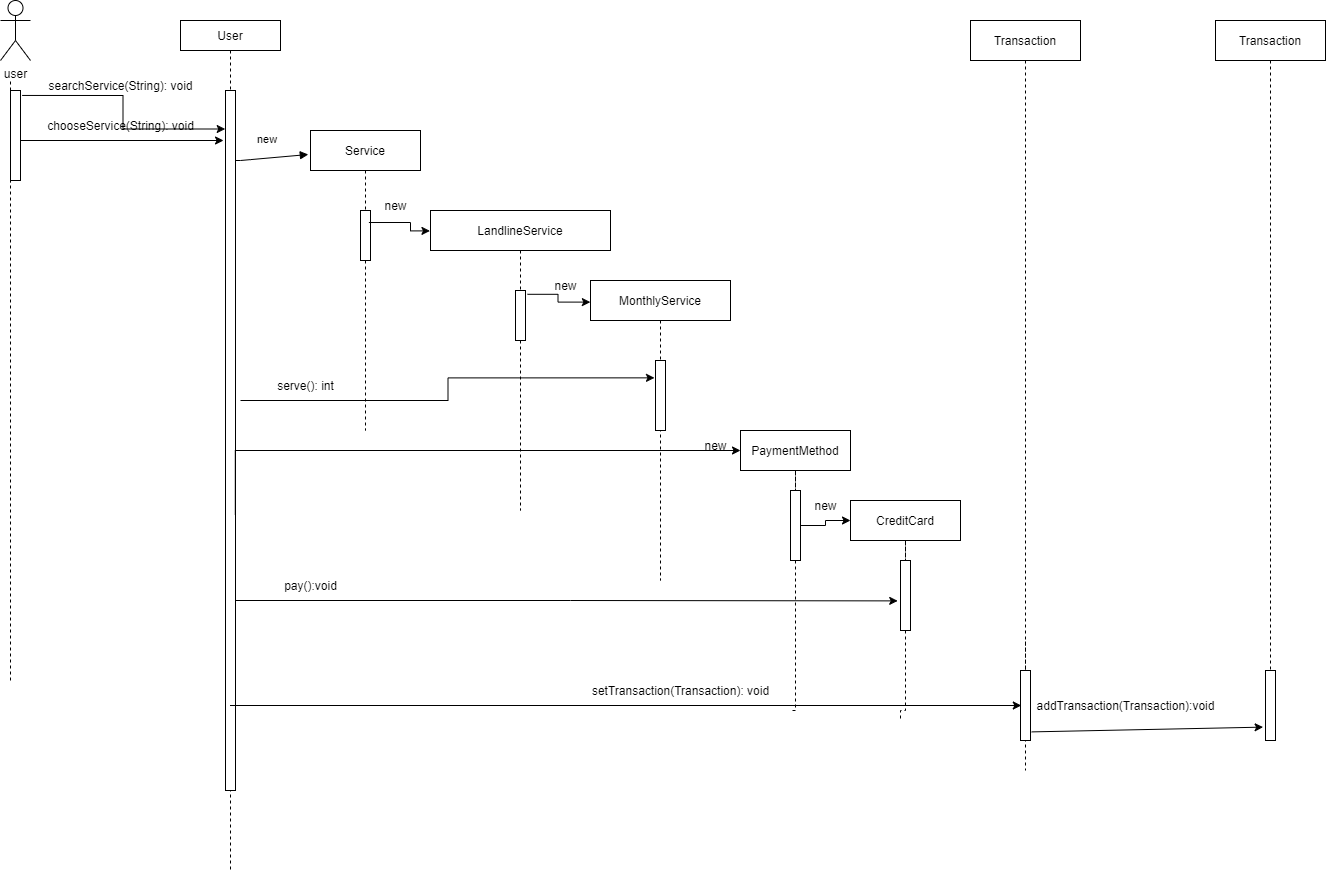 User
Transaction
Transaction
user
searchService(String): void
chooseService(String): void
new
Service
new
LandlineService
new
MonthlyService
serve(): int
new
PaymentMethod
new
CreditCard
pay():void
setTransaction(Transaction): void
addTransaction(Transaction):void